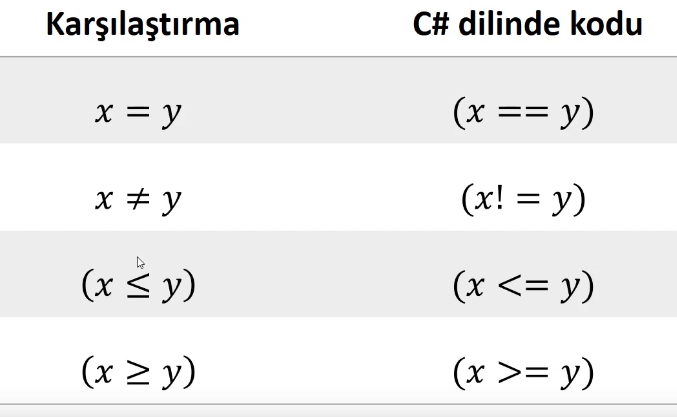 Karşılaştırma C# dilinde kodu
x = y (x == y)
x ≠ y (x! = y)
(x ≤ y) (x <= y)
(x ≥ y) (x >= y)